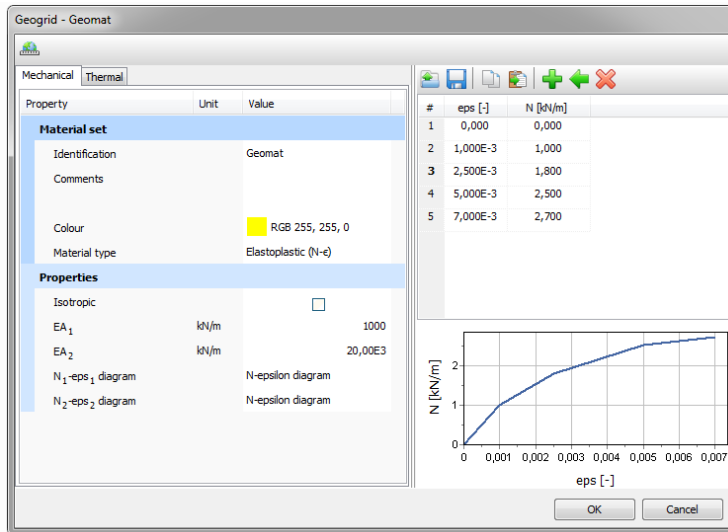 Geogrid - Geomat
Mechanical Thermal
Property Unit Value
Material set
Identification Geomat
Comments
Colour RGB 255, 255, 0
Material type Elastoplastic (N-ϵ)
Properties
Isotropic
EA1 kN/m 1000
EA2 kN/m 20,00E3
N1-eps1 diagram N-epsilon diagram
N2-eps2 diagram N-epsilon diagram
# eps [-] N [kN/m]
1 0,000 0,000
2 1,000E-3 1,000
3 2,500E-3 1,800
4 5,000E-3 2,500
5 7,000E-3 2,700
N [kN/m]
2
1
0
0 0,001 0,002 0,003 0,004 0,005 0,006 0,007
eps [-]
OK Cancel